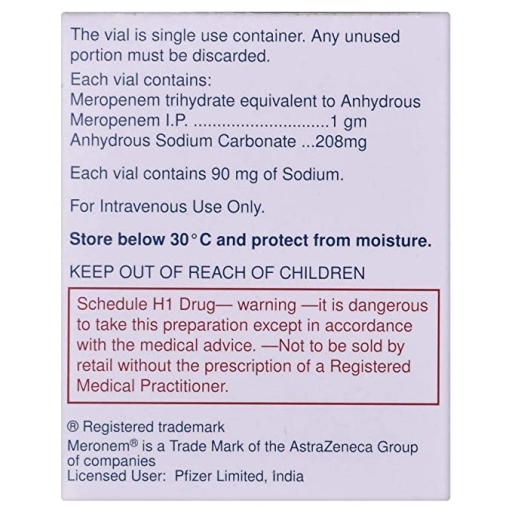 The vial is single use container. Any unused
portion must be discarded.
Each vial contains:
Meropenem trihydrate equivalent to Anhydrous
Meropenem I.P. .............................1 gm
Anhydrous Sodium Carbonate ...208mg
Each vial contains 90 mg of Sodium.
For Intravenous Use Only.
Store below 30°C and protect from moisture.
KEEP OUT OF REACH OF CHILDREN
Schedule H1 Drug— warning —it is dangerous
to take this preparation except in accordance
with the medical advice. —Not to be sold by
retail without the prescription of a Registered
Medical Practitioner.
® Registered trademark
Meronem® is a Trade Mark of the AstraZeneca Group
of companies
Licensed User: Pfizer Limited, India